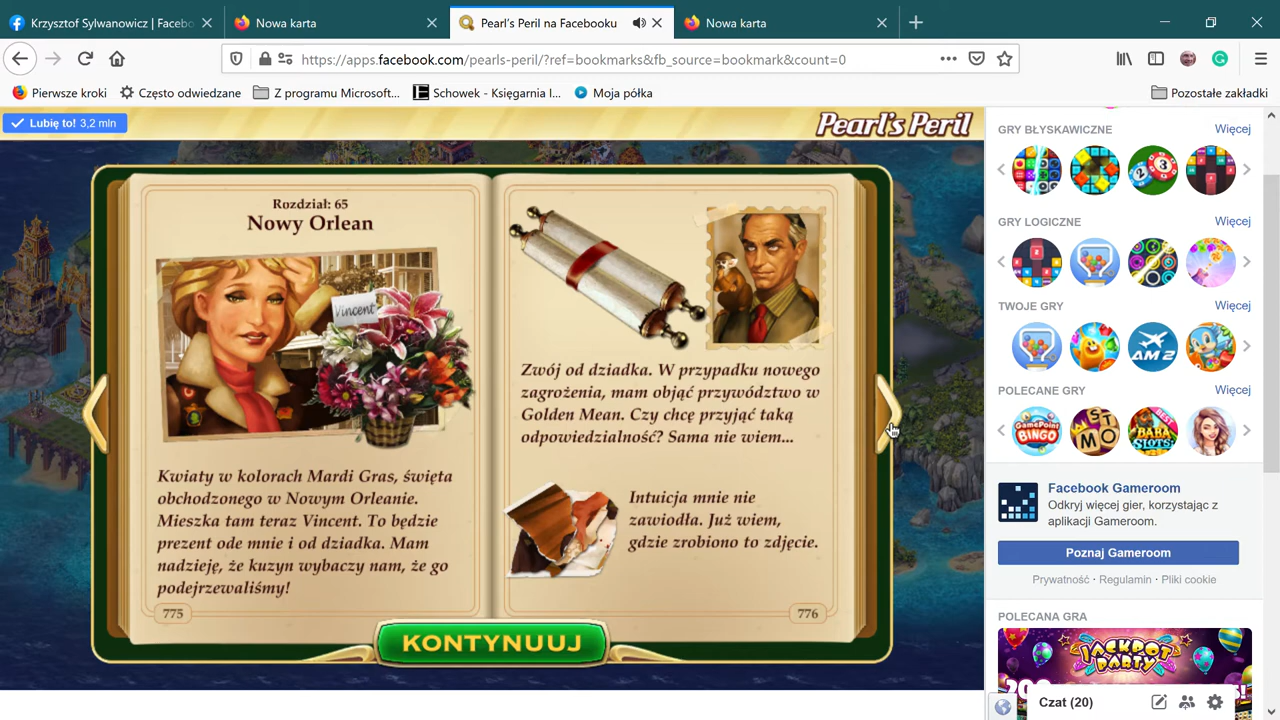 Krzysztof Sylwanowicz | Facebo
Nowa karta
Pearl's Peril na Facebooku
Nowa karta
https://apps.facebook.com/pearls-peril/?ref=bookmarks&fb_source=bookmark&count=0
Pierwsze kroki
Często odwiedzane
Z programu Microsoft...
Schowek - Księgarnia I...
Moja półka
Pozostałe zakładki
Lubię to! 3,2 mln
Pearl's Peril
Rozdział: 65
Nowy Orlean
Vincent
Kwiaty w kolorach Mardi Gras, święta
obchodzonego w Nowym Orleanie.
Mieszka tam teraz Vincent. To będzie
prezent ode mnie i od dziadka. Mam
nadzieję, że kuzyn wybaczy nam, że go
podejrzewaliśmy!
775
Zwój od dziadka. W przypadku nowego
zagrożenia, mam objąć przywództwo w
Golden Mean. Czy chcę przyjąć taką
odpowiedzialność? Sama nie wiem...
Intuicja mnie nie
zawiodła. Już wiem,
gdzie zrobiono to zdjęcie.
776
KONTYNUUJ
GRY BŁYSKAWICZNE
Więcej
2
3
GRY LOGICZNE
Więcej
TWOJE GRY
Więcej
AM2
POLECANE GRY
Więcej
GamePoint
BINGO
BEST
BABA
SLOTS
Facebook Gameroom
Odkryj więcej gier, korzystając z
aplikacji Gameroom.
Poznaj Gameroom
Prywatność · Regulamin · Pliki cookie
POLECANA GRA
JACKPOT
PARTY
Czat (20)